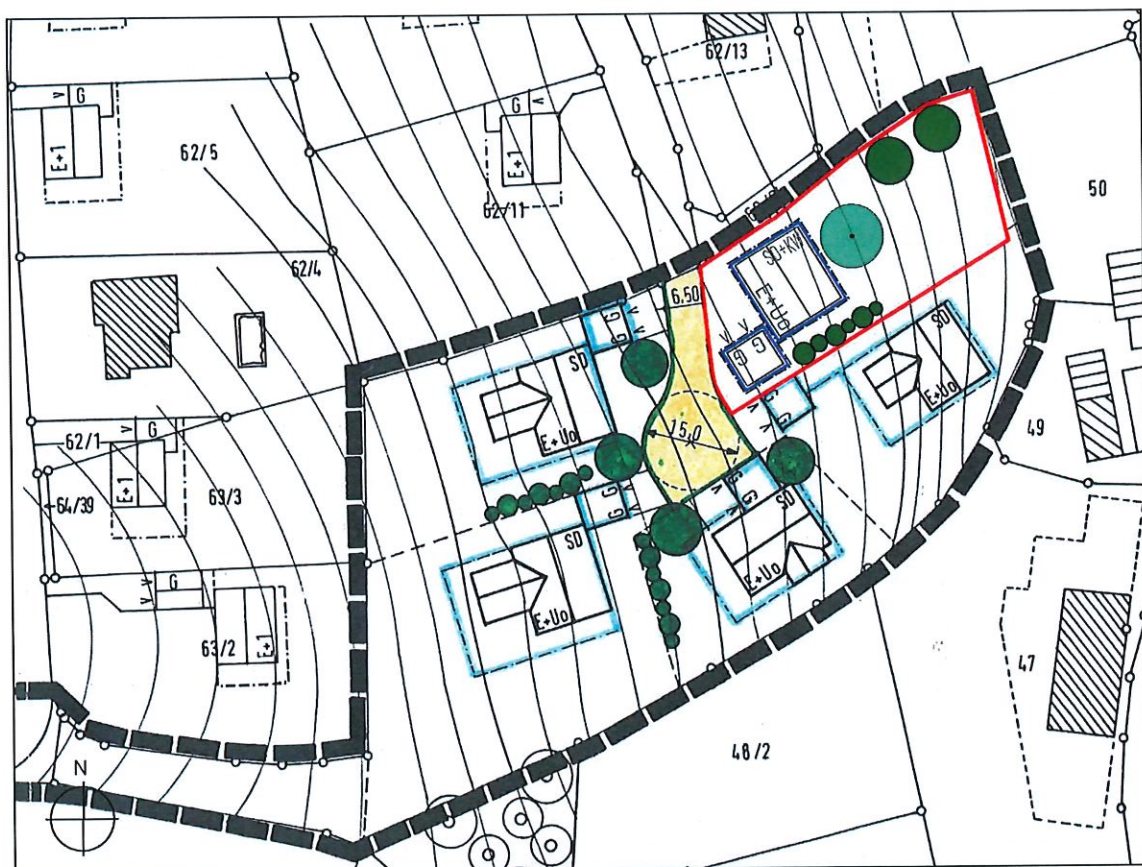 62/13
V
G
V
E+1
62/5
E+1
62/11
50
62/4
SD+KW
E+Uo
6.50
V
V
G
G
G
G
SD
E+Uo
SD
E+Uo
15,0
G
G
49
62/1
V
G
E+1
64/39
63/3
G
G
G
G
SD
E+Uo
SD
E+Uo
V
V
G
63/2
E+1
47
48/2
N